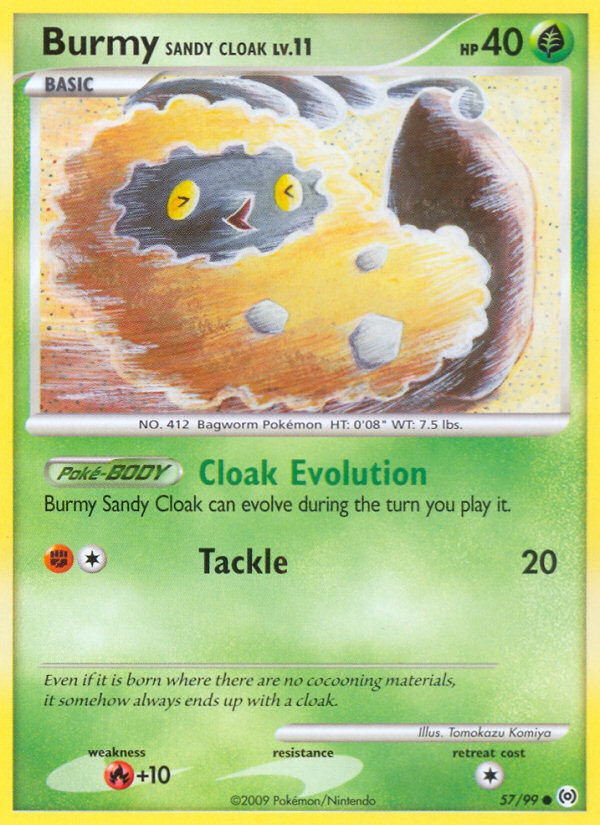 Burmy SANDY CLOAK LV.11 HP 40
BASIC
NO. 412 Bagworm Pokémon HT: 0'08" WT: 7.5 lbs.
Poké-BODY Cloak Evolution
Burmy Sandy Cloak can evolve during the turn you play it.
Tackle 20
Even if it is born where there are no cocooning materials,
it somehow always ends up with a cloak.
Illus. Tomokazu Komiya
weakness resistance retreat cost
+10
©2009 Pokémon/Nintendo 57/99